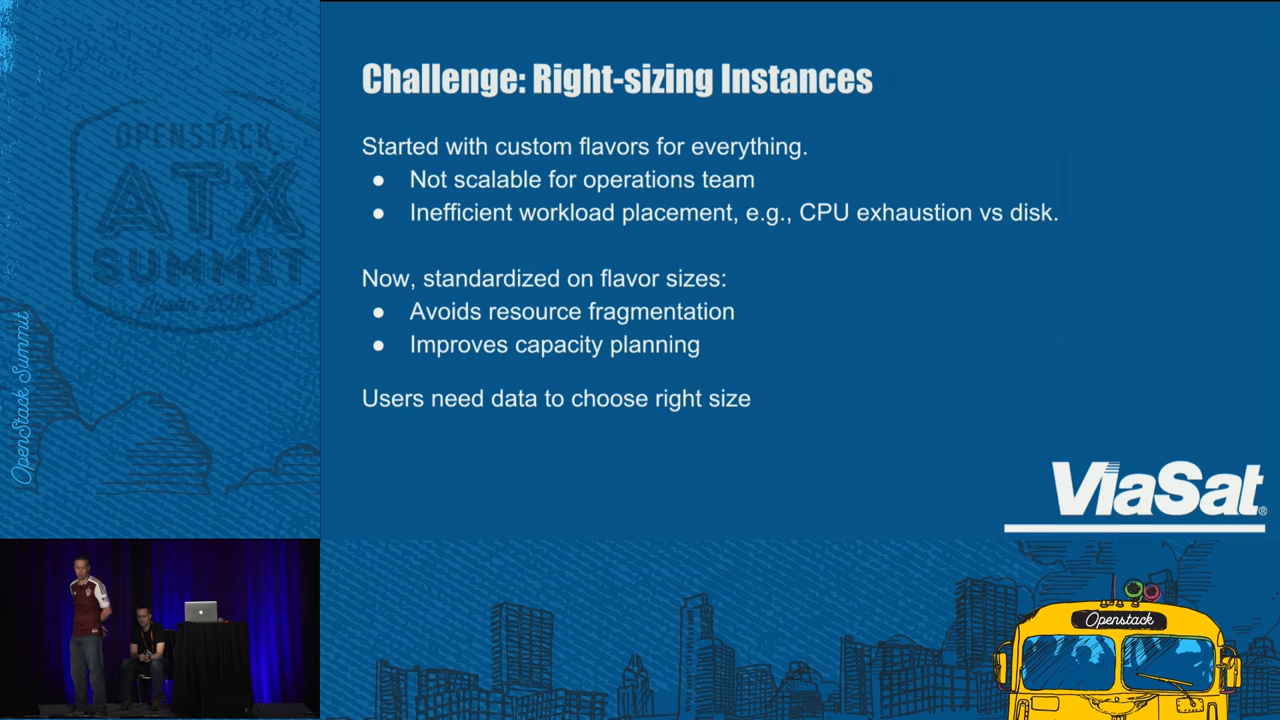 Challenge: Right-sizing Instances
Started with custom flavors for everything.
● Not scalable for operations team
● Inefficient workload placement, e.g., CPU exhaustion vs disk.
Now, standardized on flavor sizes:
● Avoids resource fragmentation
● Improves capacity planning
Users need data to choose right size
ViaSat®
OPENSTACK
ATX
SUMMIT
OpenStack Summit
Openstack